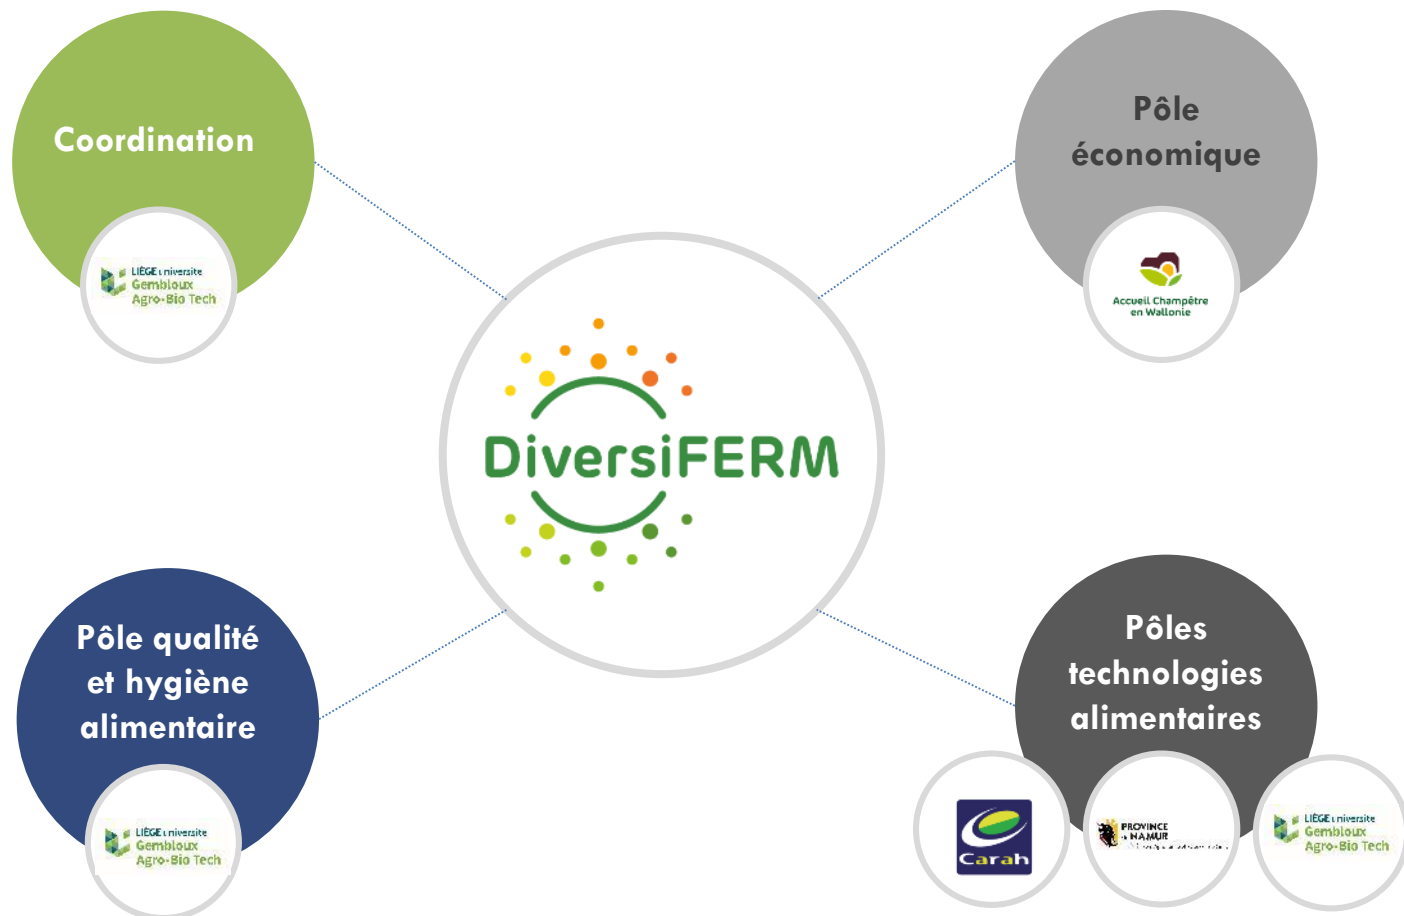 Coordination
LIÈGE université
Gembloux
Agro-Bio Tech
Pôle
économique
Accueil Champêtre
en Wallonie
DiversiFERM
Pôle qualité
et hygiène
alimentaire
LIÈGE université
Gembloux
Agro-Bio Tech
Pôles
technologies
alimentaires
Carah
PROVINCE
NAMUR
LIÈGE université
Gembloux
Agro-Bio Tech